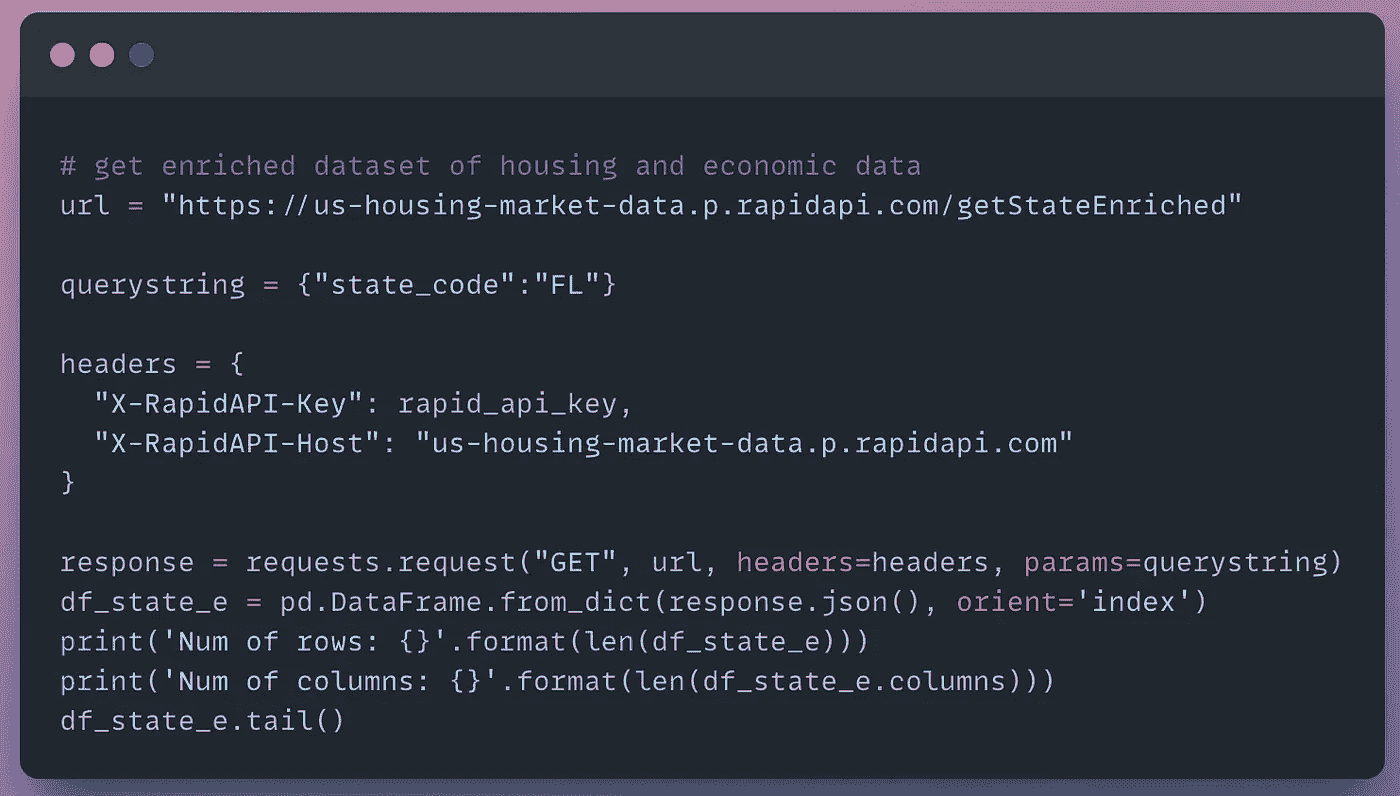 # get enriched dataset of housing and economic data
url = "https://us-housing-market-data.p.rapidapi.com/getStateEnriched"
querystring = {"state_code":"FL"}
headers = {
  "X-RapidAPI-Key": rapid_api_key,
  "X-RapidAPI-Host": "us-housing-market-data.p.rapidapi.com"
}
response = requests.request("GET", url, headers=headers, params=querystring)
df_state_e = pd.DataFrame.from_dict(response.json(), orient='index')
print('Num of rows: {}'.format(len(df_state_e)))
print('Num of columns: {}'.format(len(df_state_e.columns)))
df_state_e.tail()